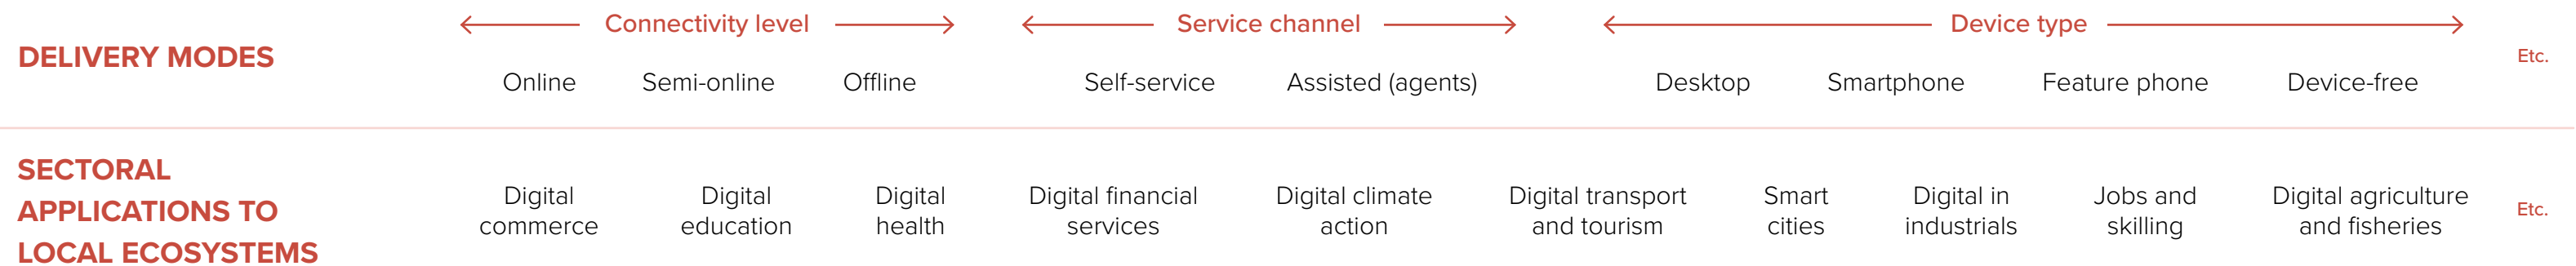 DELIVERY MODES
Connectivity level
Online Semi-online Offline
Service channel
Self-service Assisted (agents)
Device type
Desktop Smartphone Feature phone Device-free
Etc.
SECTORAL
APPLICATIONS TO
LOCAL ECOSYSTEMS
Digital
commerce
Digital
education
Digital
health
Digital financial
services
Digital climate
action
Digital transport
and tourism
Smart
cities
Digital in
industrials
Jobs and
skilling
Digital agriculture
and fisheries
Etc.